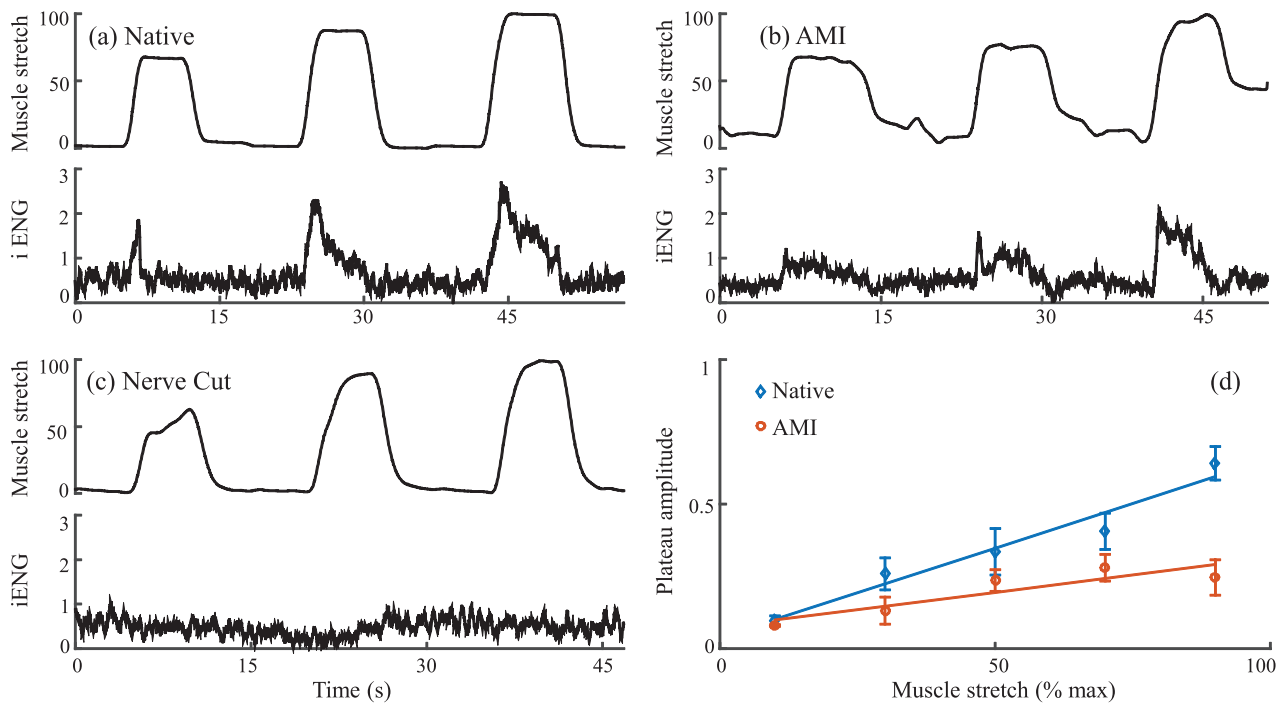 (a) Native
Muscle stretch
100
50
0
i ENG
3
2
1
0
0
15
30
45
(b) AMI
Muscle stretch
100
50
0
iENG
3
2
1
0
0
15
30
45
(c) Nerve Cut
Muscle stretch
100
50
0
iENG
3
2
1
0
0
15
30
45
Time (s)
(d)
Native
AMI
Plateau amplitude
1
0.5
0
0
50
100
Muscle stretch (% max)